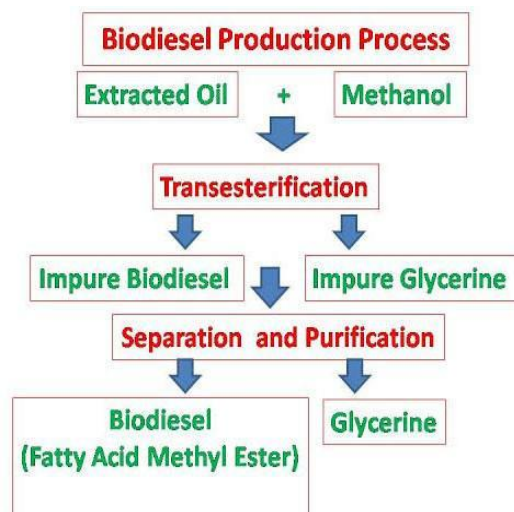 Biodiesel Production Process
Extracted Oil + Methanol
Transesterification
Impure Biodiesel Impure Glycerine
Separation and Purification
Biodiesel Glycerine
(Fatty Acid Methyl Ester)